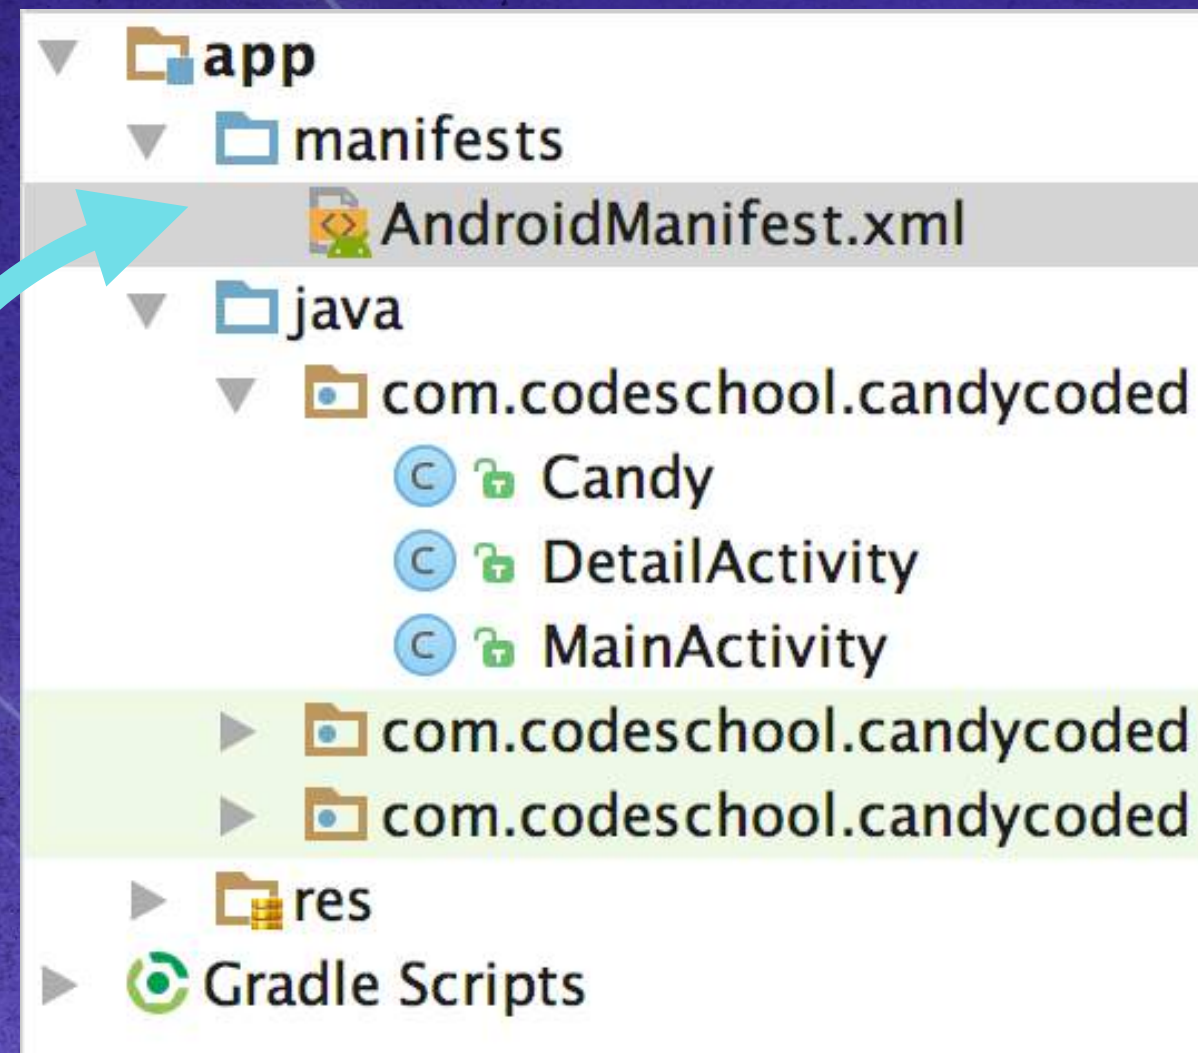 app
manifests
AndroidManifest.xml
java
com.codeschool.candycoded
C Candy
C DetailActivity
C MainActivity
com.codeschool.candycoded
com.codeschool.candycoded
res
Gradle Scripts